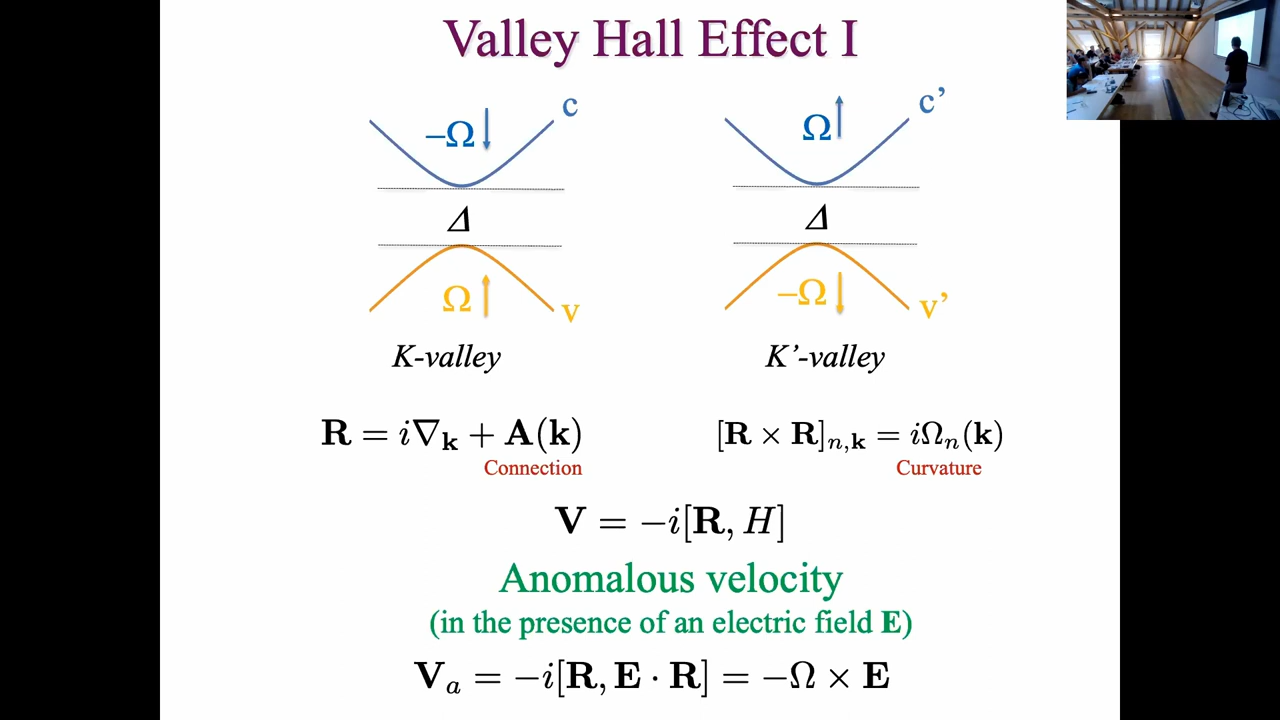 Valley Hall Effect I
–Ω c
Δ
Ω v
K-valley
Ω c’
Δ
–Ω v’
K’-valley
R = i∇k + A(k)
Connection
[R × R]n,k = iΩn(k)
Curvature
V = −i[R, H]
Anomalous velocity
(in the presence of an electric field E)
Va = −i[R, E · R] = −Ω × E